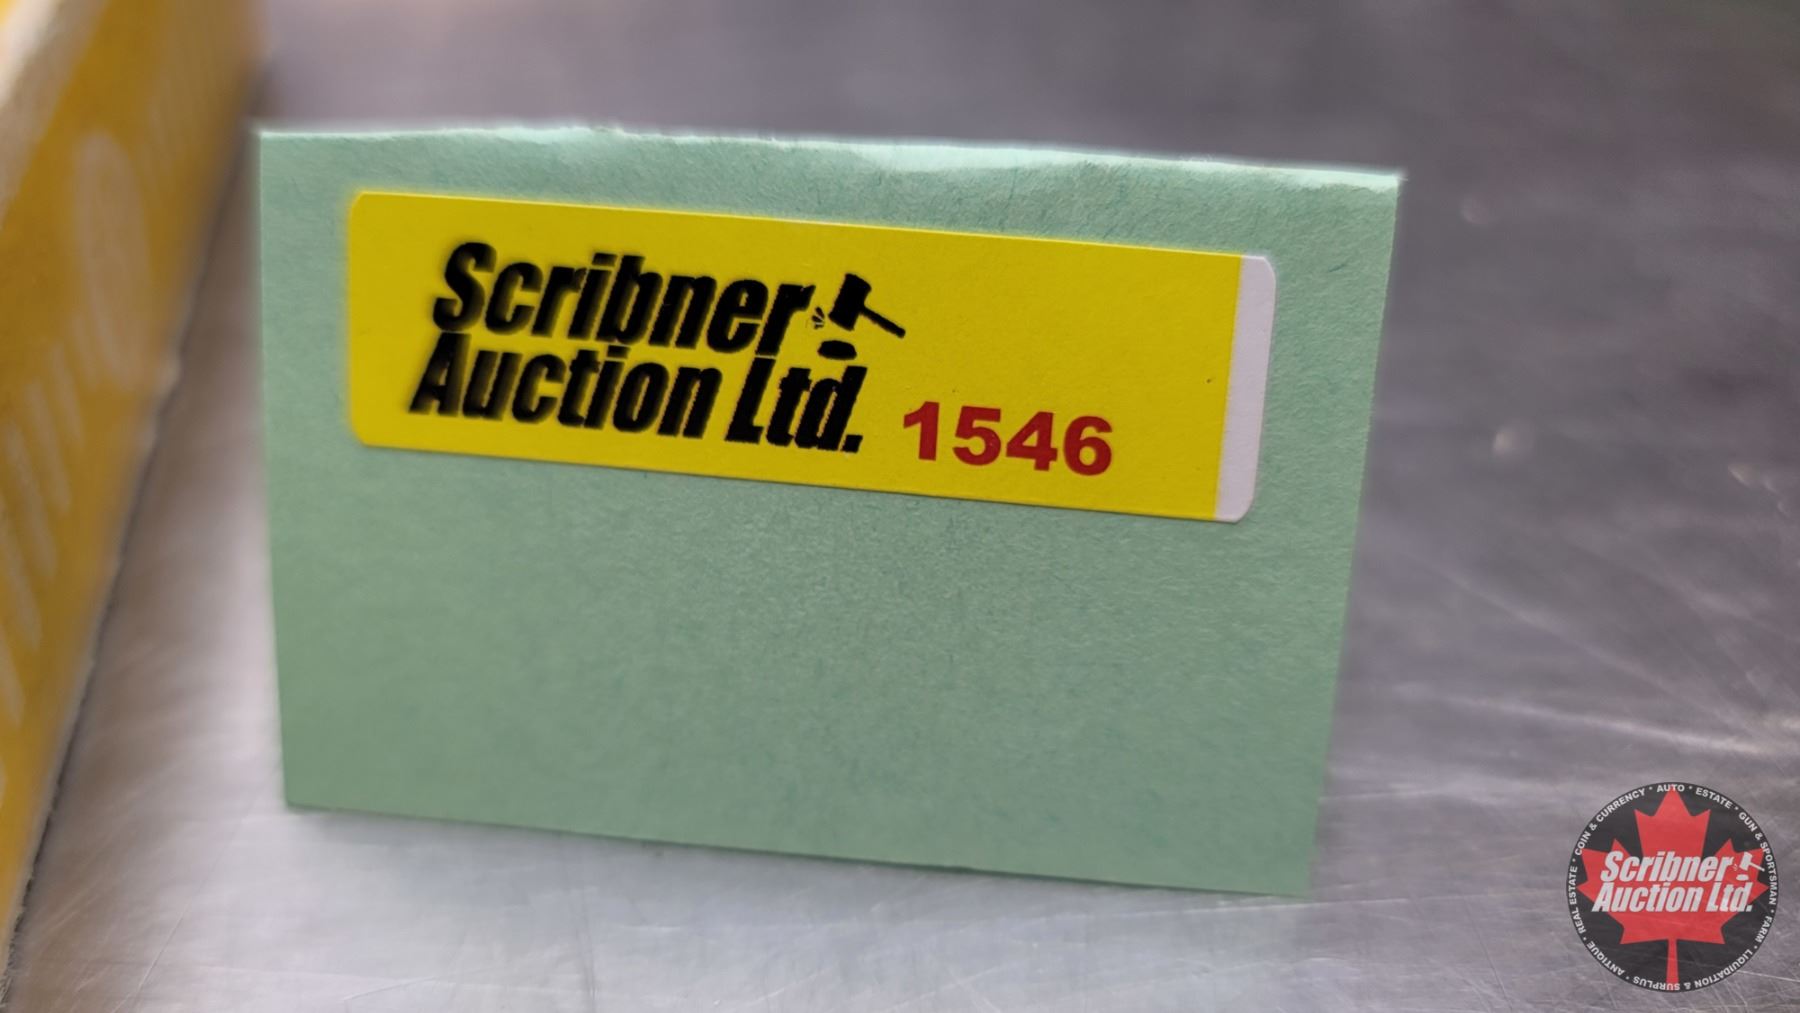 Scribner
Auction Ltd.
1546
COIN & CURRENCY • AUTO • ESTATE • GUN & SPORTSMAN • FARM • LIQUIDATION & SURPLUS • ANTIQUE • REAL ESTATE •
Scribner
Auction Ltd.